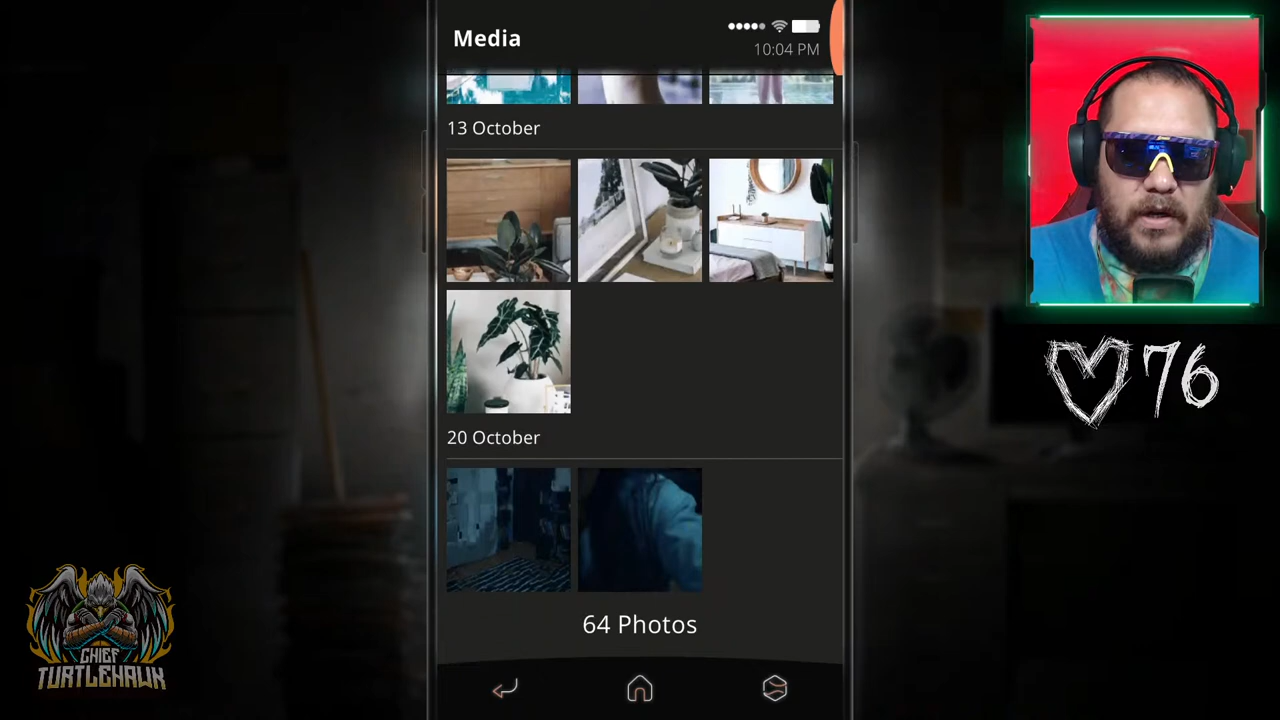 Media
10:04 PM
13 October
20 October
64 Photos
76
CHIEF
TURTLEHAWK